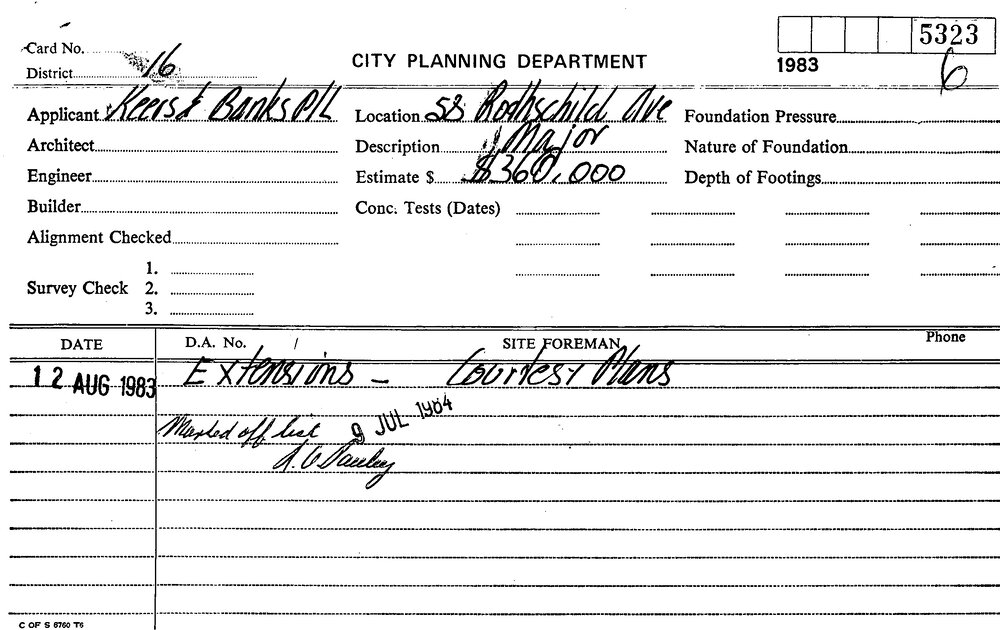 5323
Card No.
District 16
CITY PLANNING DEPARTMENT
1983
6
Applicant Keers & Banks P/L Location 58 Rothschild Ave Foundation Pressure
Architect Description Major Nature of Foundation
Engineer Estimate $ $360,000 Depth of Footings
Builder Conc. Tests (Dates)
Alignment Checked
1.
Survey Check 2.
3.
DATE D.A. No. / SITE FOREMAN Phone
12 AUG 1983 Extensions - Courtesy Plans
Marked off list 9 JUL 1984
C OF S 6760 T6